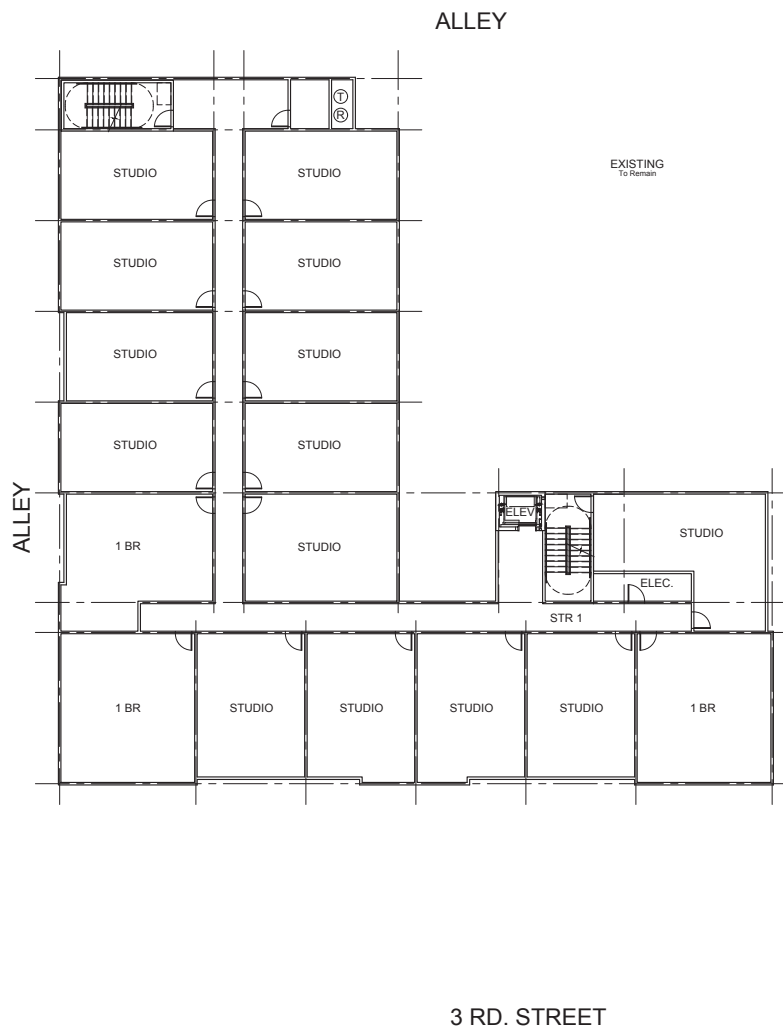 ALLEY
T
R
EXISTING
To Remain
STUDIO
STUDIO
STUDIO
STUDIO
STUDIO
STUDIO
STUDIO
STUDIO
ALLEY
1 BR
STUDIO
ELEV
STUDIO
ELEC.
STR 1
1 BR
STUDIO
STUDIO
STUDIO
STUDIO
1 BR
3 RD. STREET